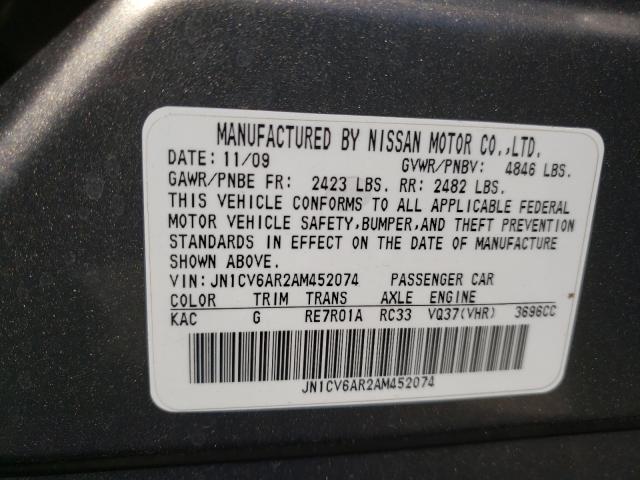 MANUFACTURED BY NISSAN MOTOR CO.,LTD.
DATE: 11/09 GVWR/PNBV: 4846 LBS.
GAWR/PNBE FR: 2423 LBS. RR: 2482 LBS.
THIS VEHICLE CONFORMS TO ALL APPLICABLE FEDERAL
MOTOR VEHICLE SAFETY,BUMPER,AND THEFT PREVENTION
STANDARDS IN EFFECT ON THE DATE OF MANUFACTURE
SHOWN ABOVE.
VIN: JN1CV6AR2AM452074 PASSENGER CAR
COLOR TRIM TRANS AXLE ENGINE
KAC G RE7R01A RC33 VQ37(VHR) 3696CC
JN1CV6AR2AM452074